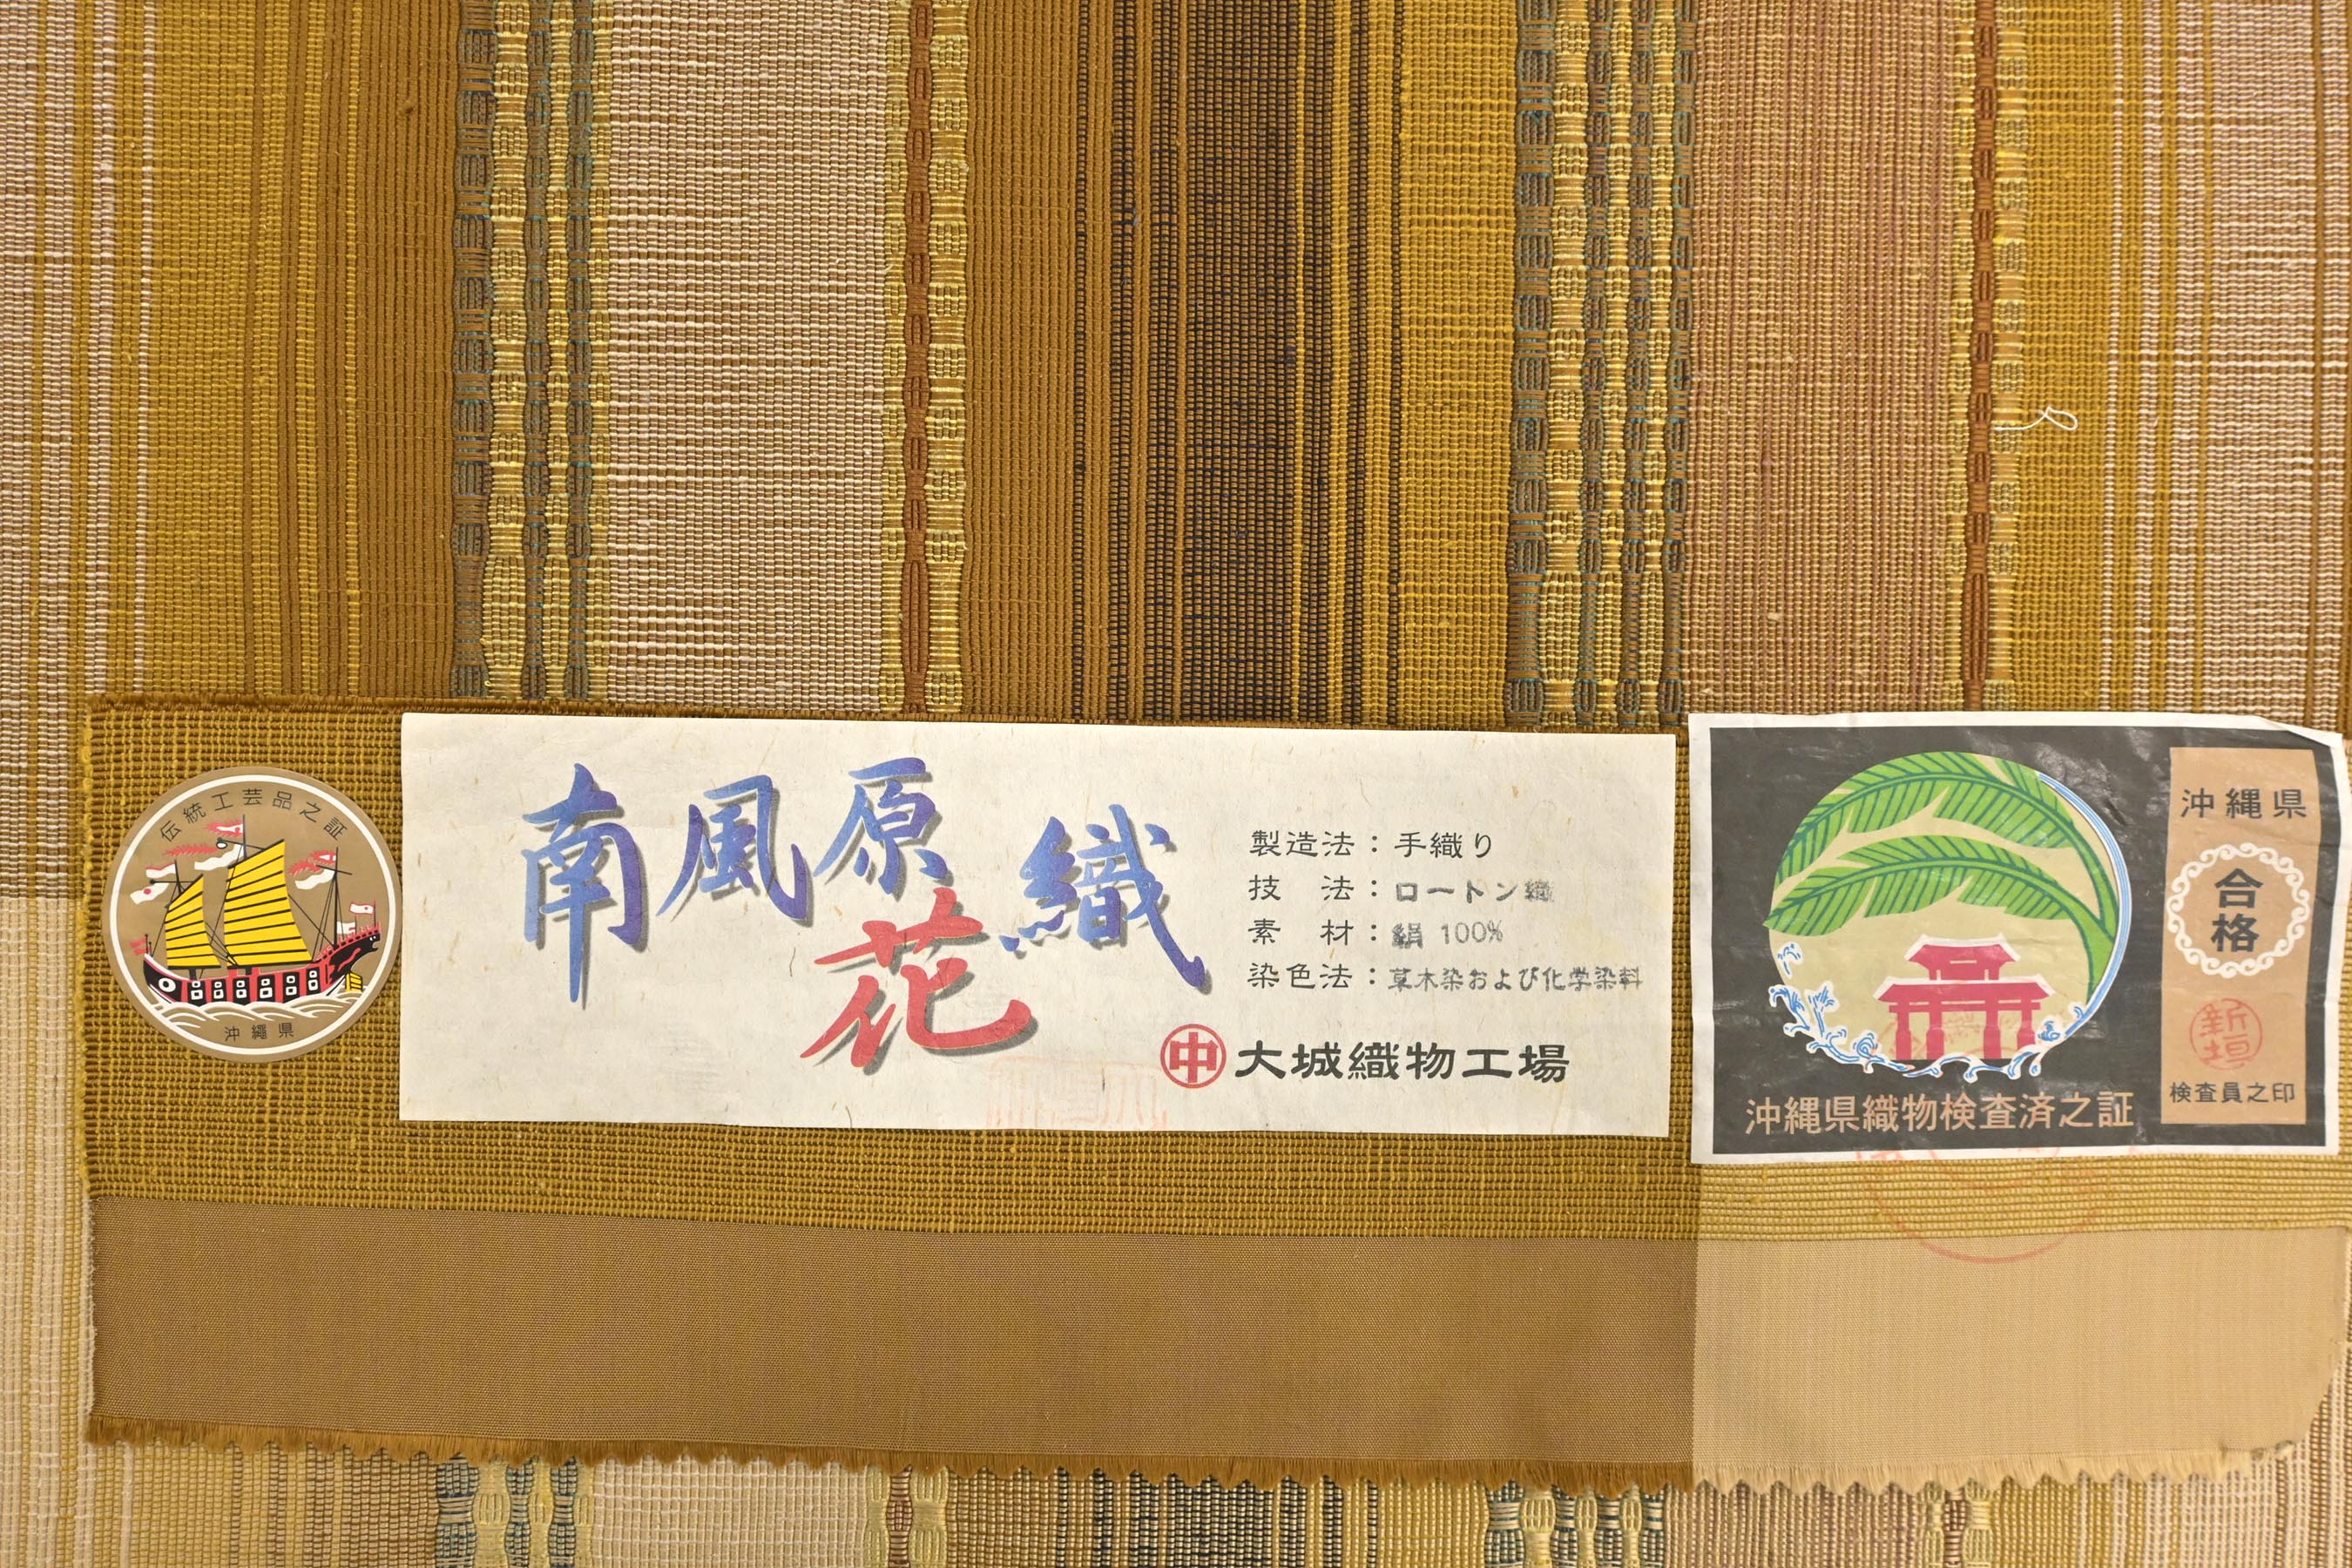 伝統工芸品之証
沖縄県
南風原花織
製造法：手織り
技　法：ロートン織
素　材：絹 100%
染色法：草木染および化学染料
中 大城織物工場
沖縄県織物検査済之証
沖縄県
合格
新垣
検査員之印